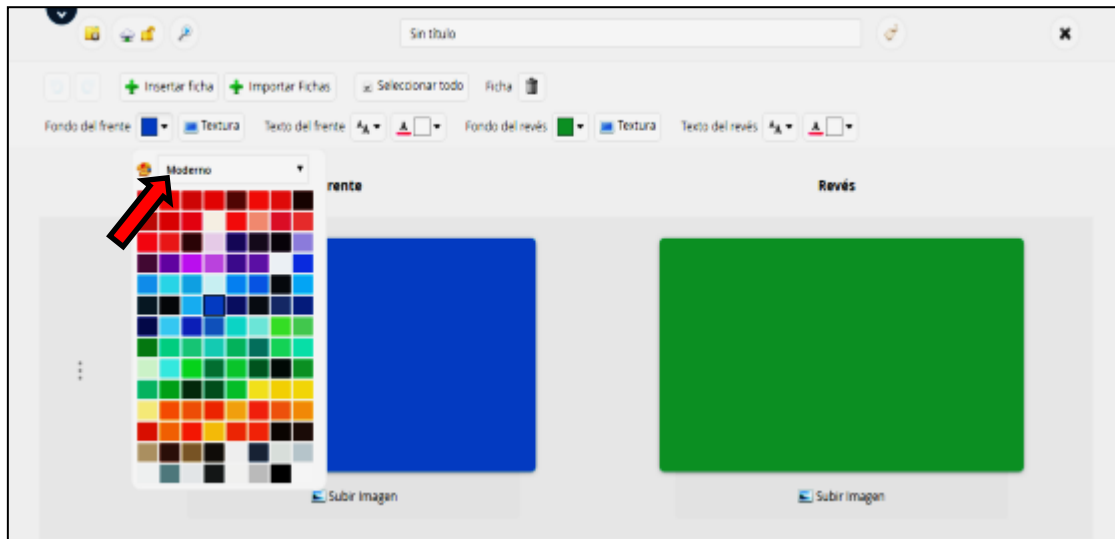 Sin título
Insertar ficha Importar Fichas Seleccionar todo Ficha
Fondo del frente Textura Texto del frente Fondo del revés Textura Texto del revés
Moderno
rente Revés
Subir Imagen Subir Imagen